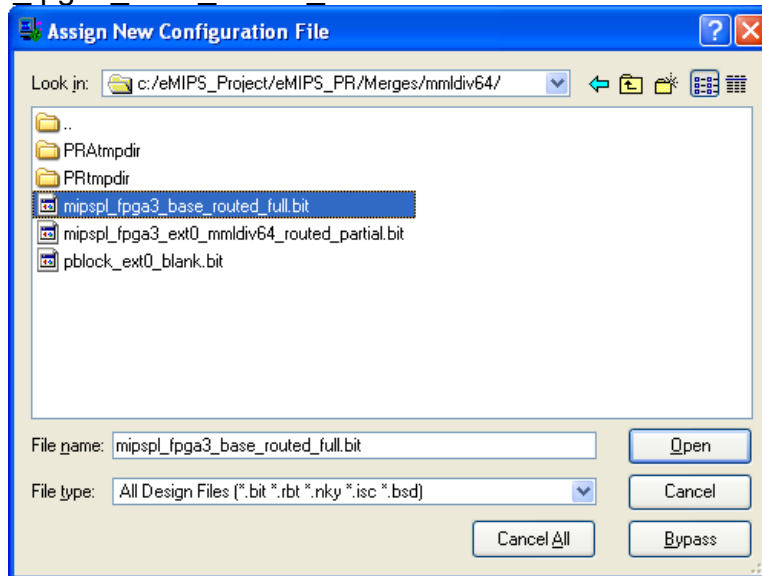 Assign New Configuration File
Look in: c:/eMIPS_Project/eMIPS_PR/Merges/mmldiv64/
..
PRAtmpdir
PRtmpdir
mipspl_fpga3_base_routed_full.bit
mipspl_fpga3_ext0_mmldiv64_routed_partial.bit
pblock_ext0_blank.bit
File name: mipspl_fpga3_base_routed_full.bit Open
File type: All Design Files (*.bit *.rbt *.nky *.isc *.bsd) Cancel
Cancel All Bypass